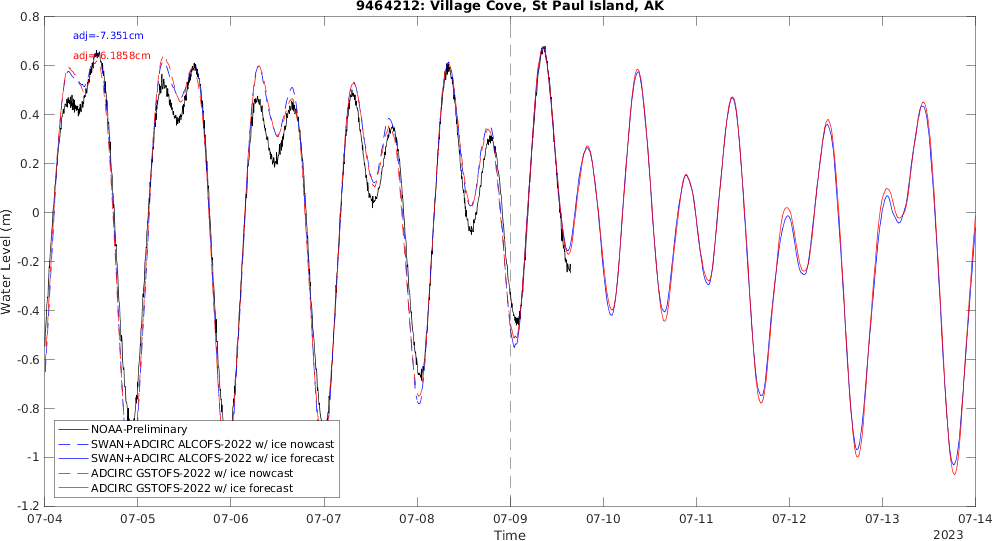 9464212: Village Cove, St Paul Island, AK
adj=-7.351cm
adj=-6.1858cm
Water Level (m)
0.8
0.6
0.4
0.2
0
-0.2
-0.4
-0.6
-0.8
-1
-1.2
NOAA-Preliminary
SWAN+ADCIRC ALCOFS-2022 w/ ice nowcast
SWAN+ADCIRC ALCOFS-2022 w/ ice forecast
ADCIRC GSTOFS-2022 w/ ice nowcast
ADCIRC GSTOFS-2022 w/ ice forecast
07-04 07-05 07-06 07-07 07-08 07-09 07-10 07-11 07-12 07-13 07-14
Time
2023